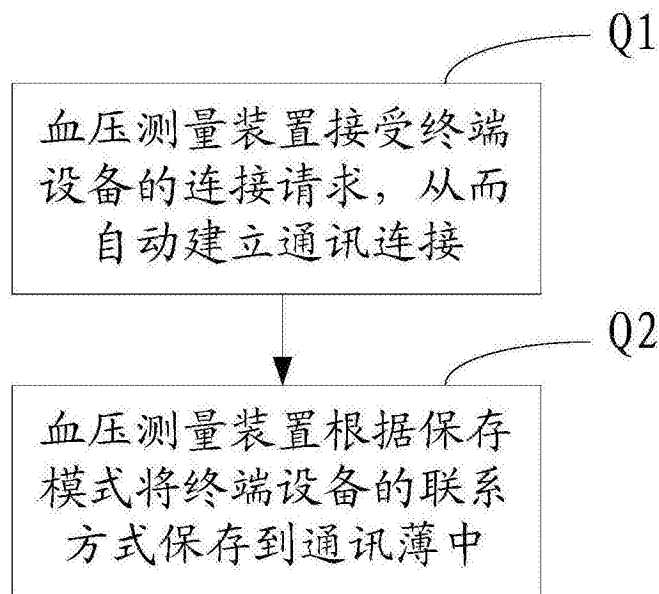 Q1
血压测量装置接受终端
设备的连接请求，从而
自动建立通讯连接
Q2
血压测量装置根据保存
模式将终端设备的联系
方式保存到通讯薄中